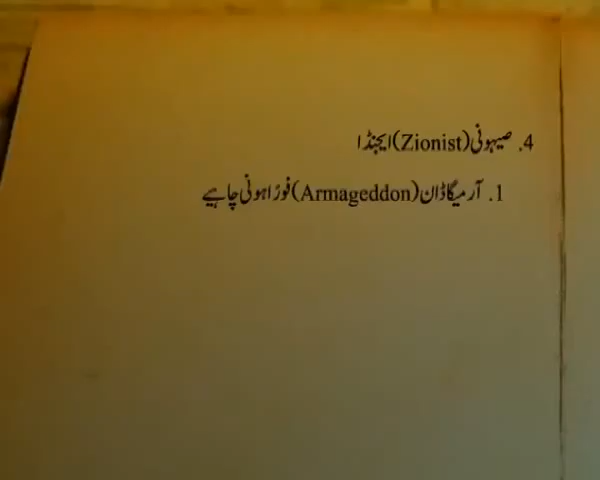 4. صیہونی (Zionist) ایجنڈا
1. آرمیگاڈان (Armageddon) فوراً ہونی چاہیے